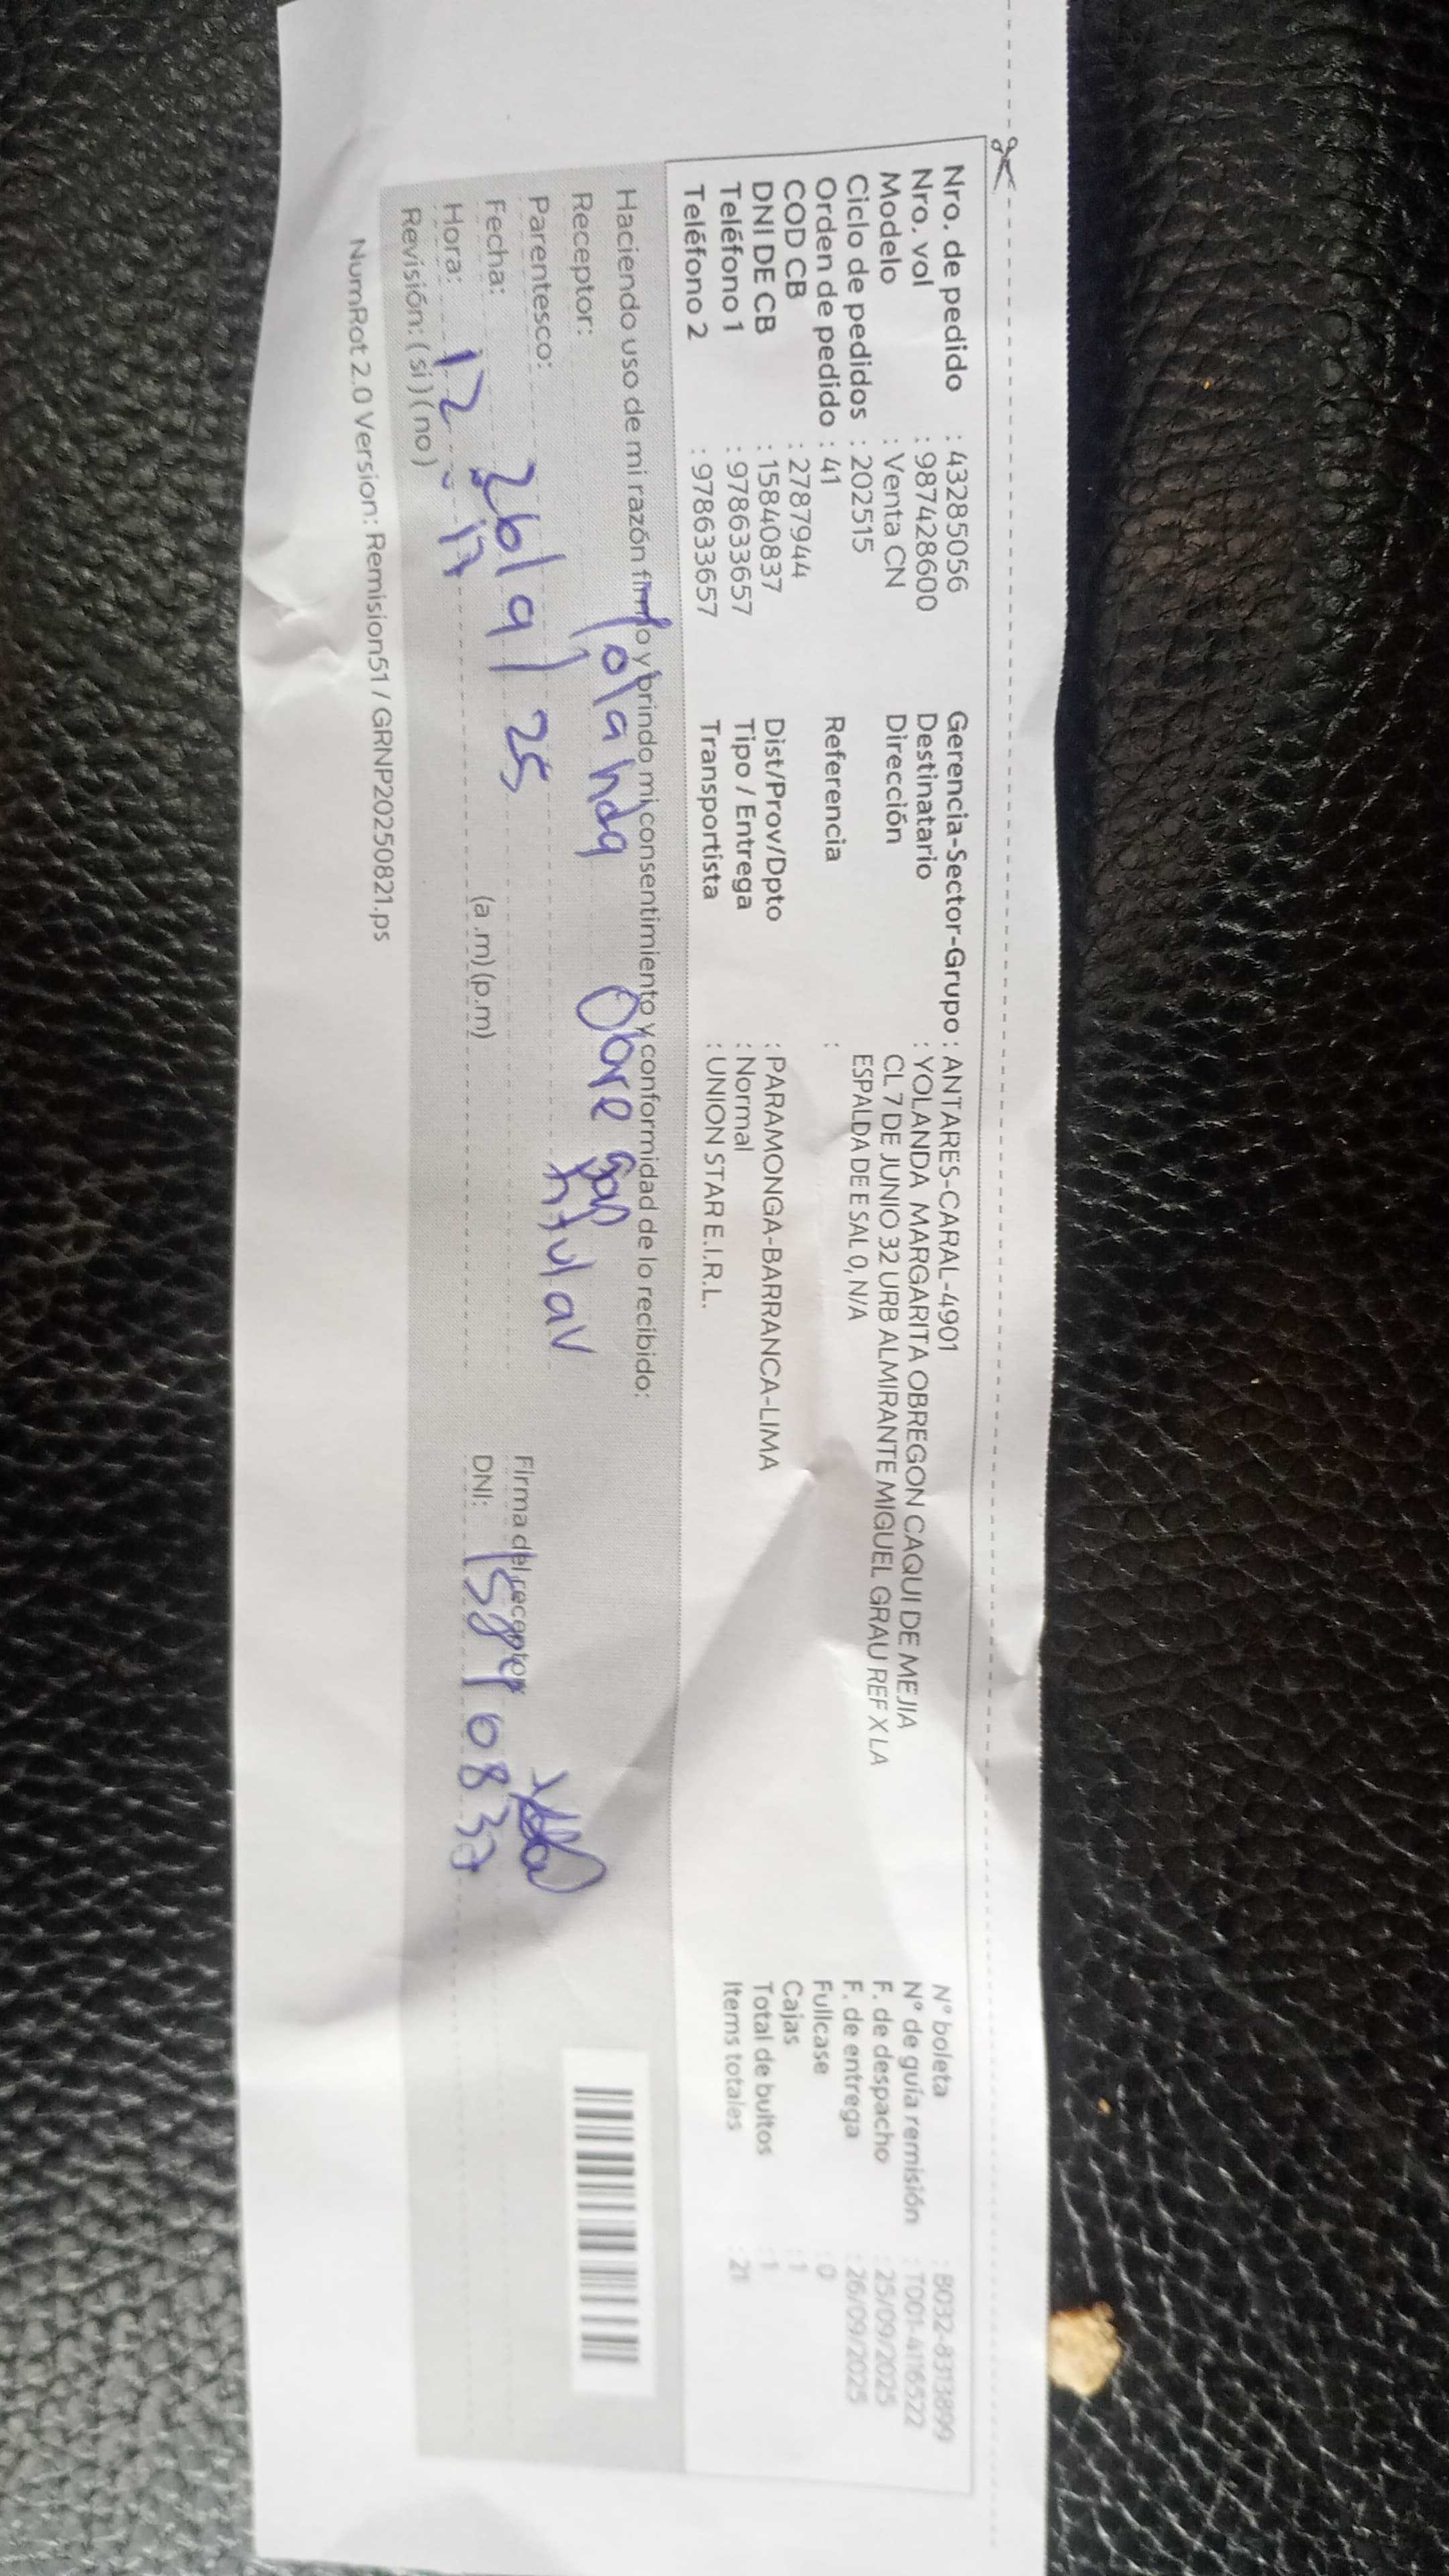 Nro. de pedido : 43285056
Nro. vol : 987428600
Modelo : Venta CN
Ciclo de pedidos : 202515
Orden de pedido : 41
COD CB : 2787944
DNI DE CB : 15840837
Teléfono 1 : 978633657
Teléfono 2 : 978633657
Gerencia-Sector-Grupo : ANTARES-CARAL-4901
Destinatario : YOLANDA MARGARITA OBREGON CAQUI DE MEJIA
Dirección CL 7 DE JUNIO 32 URB ALMIRANTE MIGUEL GRAU REF X LA
ESPALDA DE E SAL 0, N/A
Referencia :
Dist/Prov/Dpto : PARAMONGA-BARRANCA-LIMA
Tipo / Entrega : Normal
Transportista : UNION STAR E.I.R.L.
N° boleta : B032-8313899
N° de guía remisión : T001-4116522
F. de despacho : 25/09/2025
F. de entrega : 26/09/2025
Fullcase : 0
Cajas : 1
Total de bultos : 1
Items totales : 21
Haciendo uso de mi razón firmo y brindo mi consentimiento y conformidad de lo recibido:
Receptor: Yolanda
Parentesco: titular
Fecha: 26/9/25
Hora: 12:17 (a .m) (p.m)
Revisión: ( si ) ( no )
Firma del receptor:
DNI: 15840837
NumRot 2.0 Version: Remision51 / GRNP20250821.ps